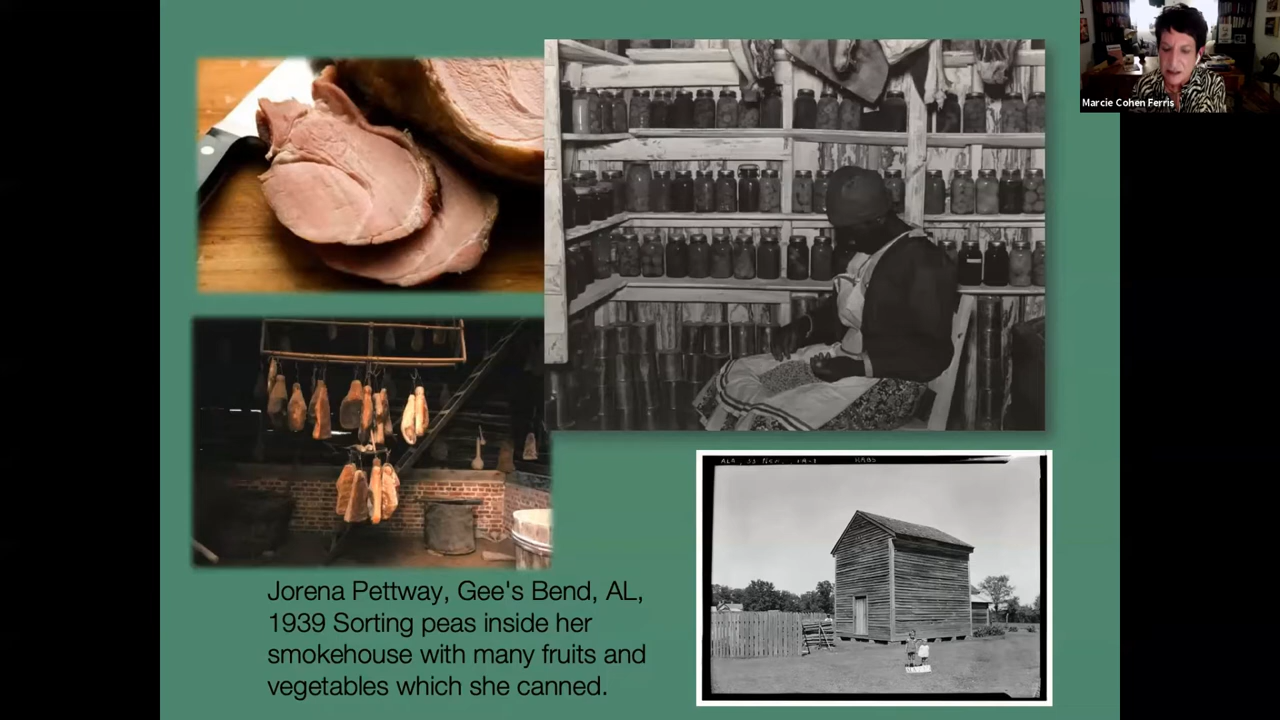 Marcie Cohen Ferris
HABS
Jorena Pettway, Gee's Bend, AL,
1939 Sorting peas inside her
smokehouse with many fruits and
vegetables which she canned.